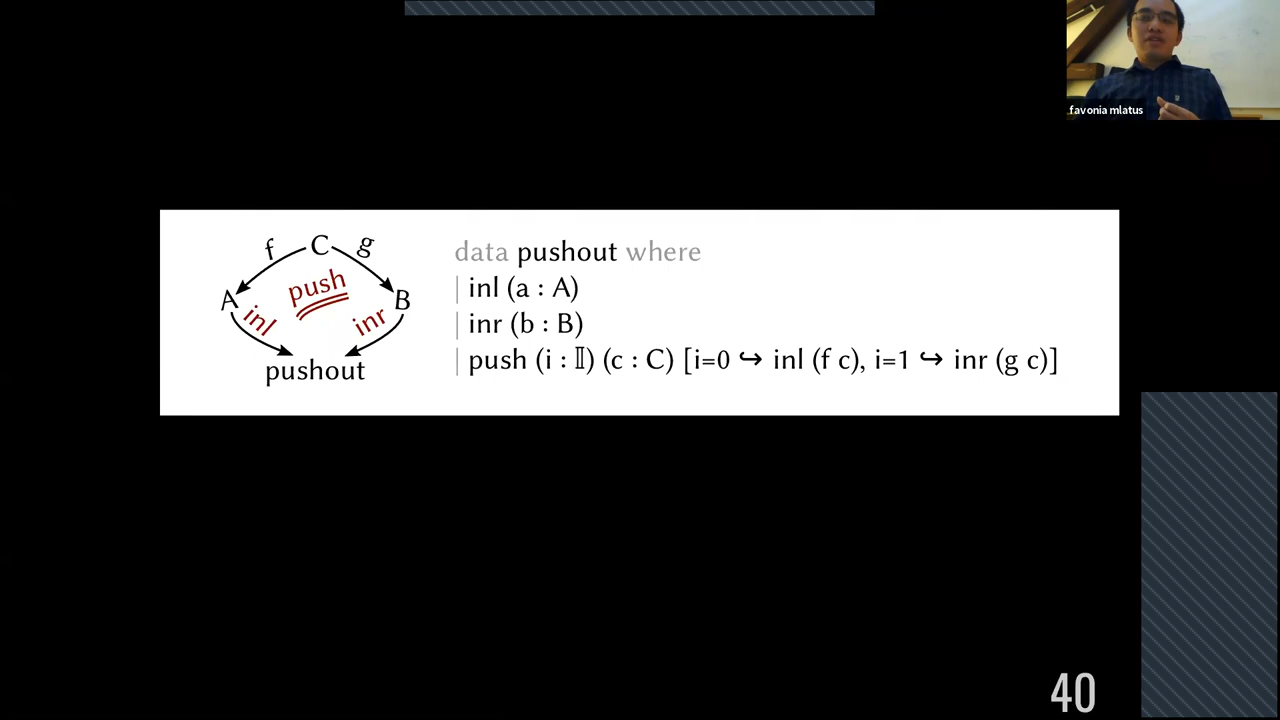 favonia mlatus
f C g
push
A B
inl inr
pushout
data pushout where
| inl (a : A)
| inr (b : B)
| push (i : 𝕀) (c : C) [i=0 ↪ inl (f c), i=1 ↪ inr (g c)]
40